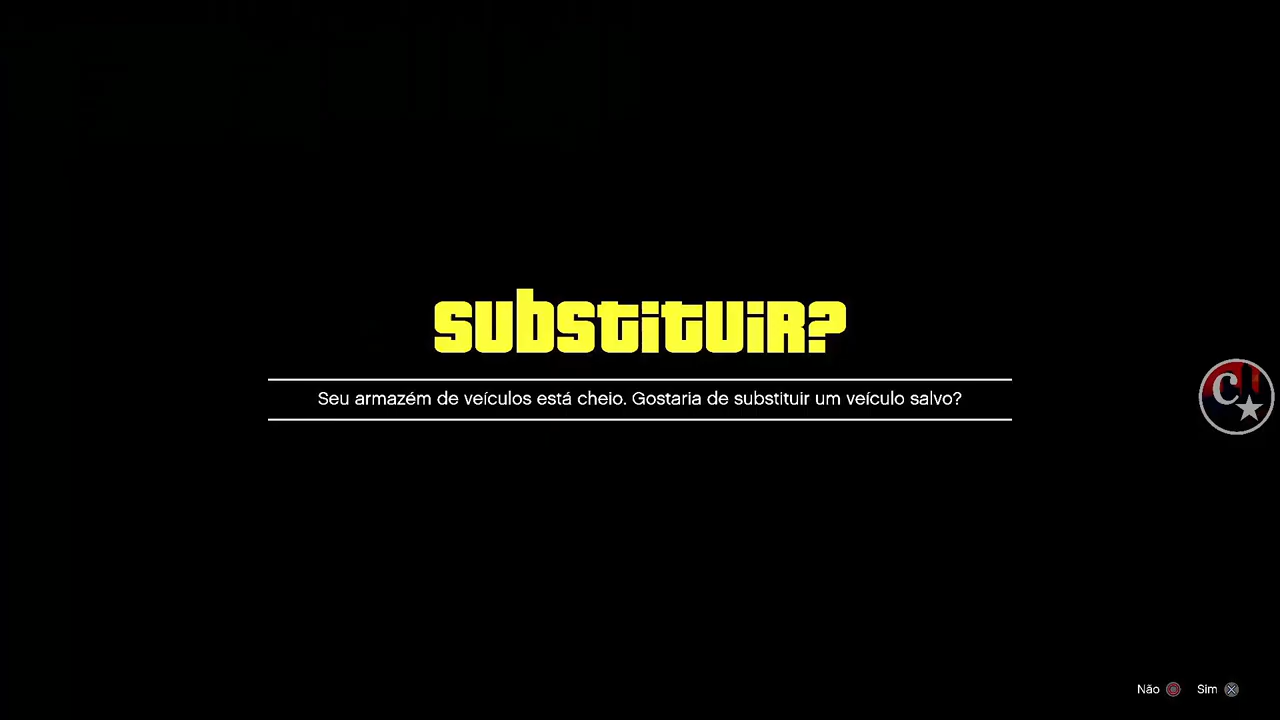 substituir?
Seu armazém de veículos está cheio. Gostaria de substituir um veículo salvo?
C
Não Sim